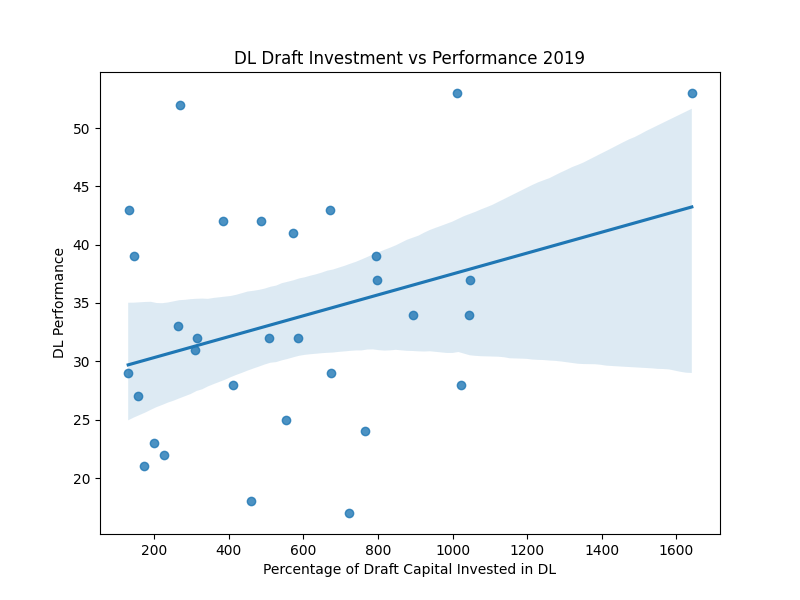 DL Draft Investment vs Performance 2019
50
45
40
35
30
25
20
DL Performance
200 400 600 800 1000 1200 1400 1600
Percentage of Draft Capital Invested in DL